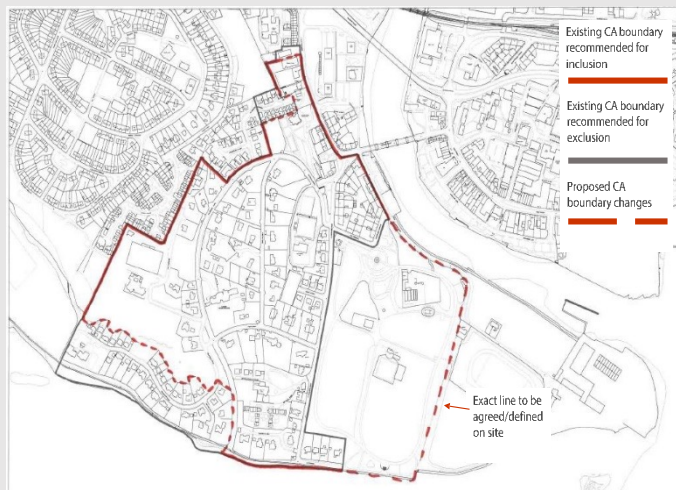 Existing CA boundary
recommended for
inclusion
Existing CA boundary
recommended for
exclusion
Proposed CA
boundary changes
Exact line to be
agreed/defined
on site